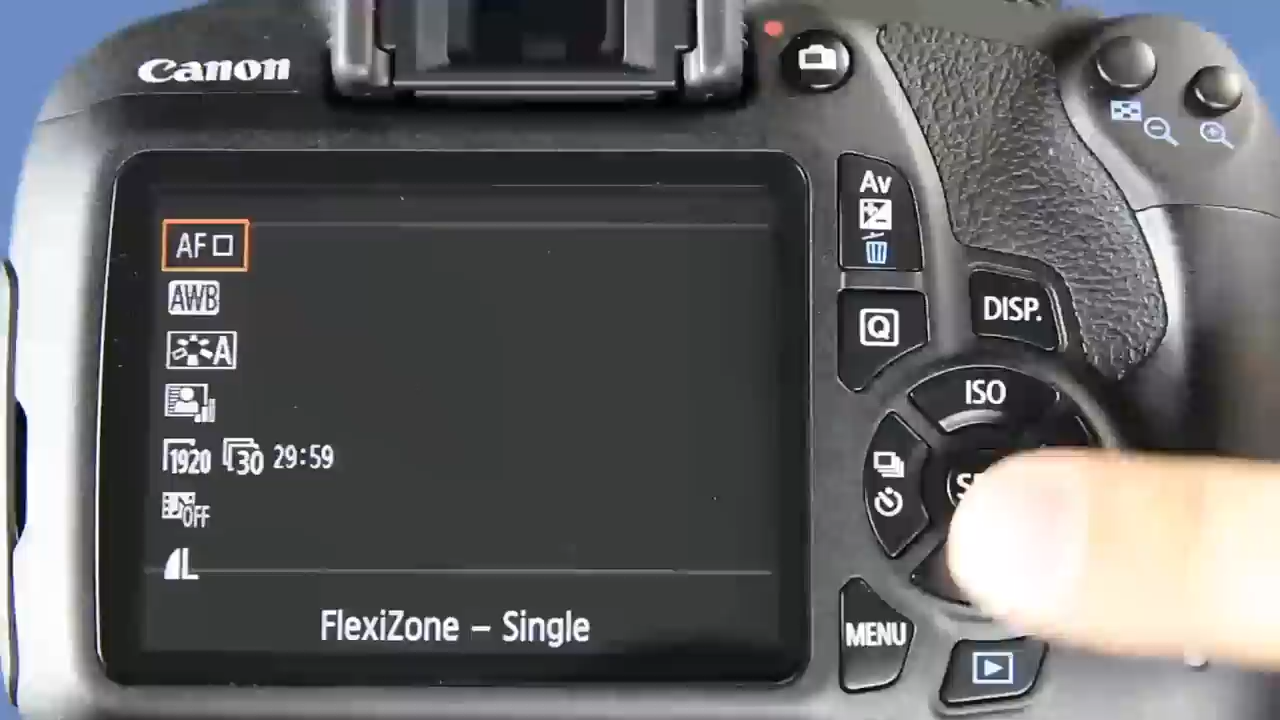 Canon
Av
AF
AWB
Q
DISP.
A
ISO
1920 30 29:59
OFF
L
FlexiZone – Single
MENU